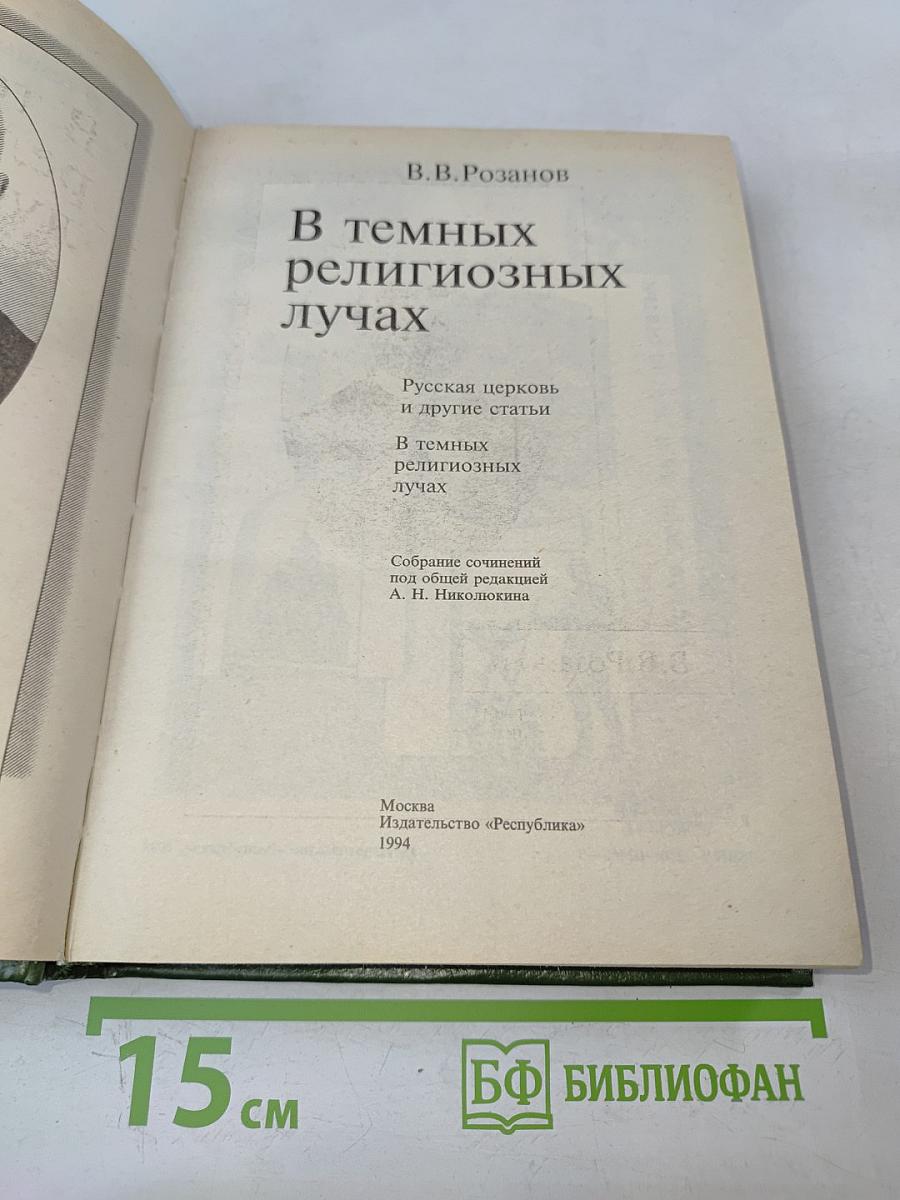 В.В.Розанов
В темных
религиозных
лучах
Русская церковь
и другие статьи
В темных
религиозных
лучах
Собрание сочинений
под общей редакцией
А. Н. Николюкина
Москва
Издательство «Республика»
1994
15 см
БФ БИБЛИОФАН